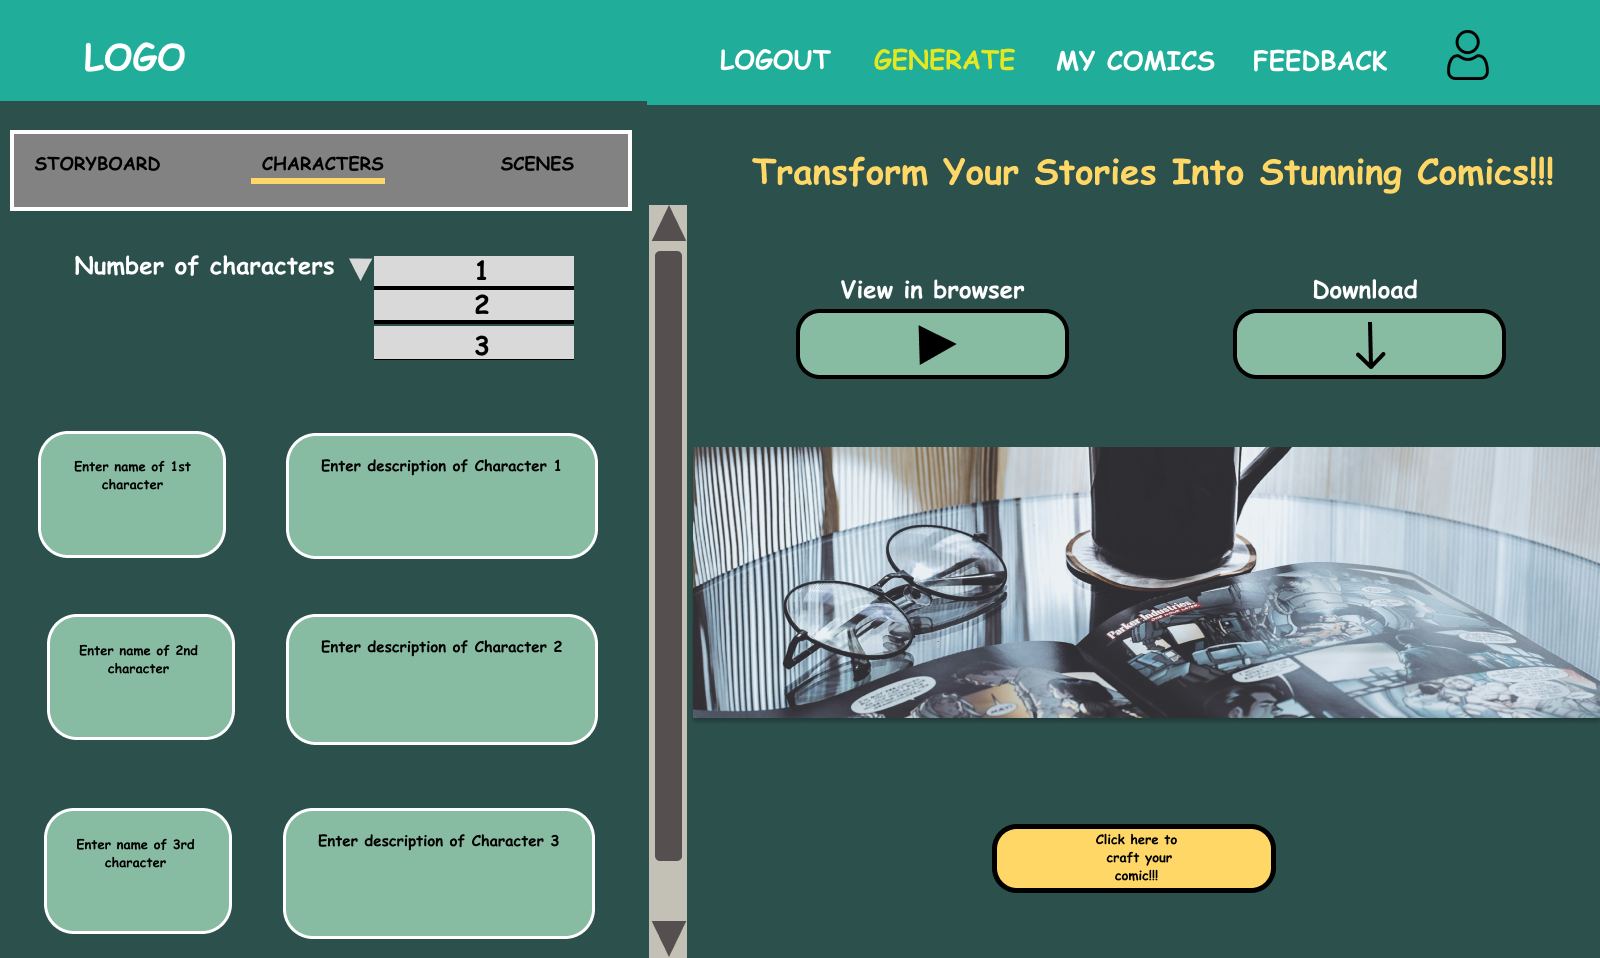 LOGO
LOGOUT
GENERATE
MY COMICS
FEEDBACK
STORYBOARD
CHARACTERS
SCENES
Transform Your Stories Into Stunning Comics!!!
Number of characters
1
2
3
View in browser
Download
Enter name of 1st
character
Enter description of Character 1
Parker Industries
Enter name of 2nd
character
Enter description of Character 2
Enter name of 3rd
character
Enter description of Character 3
Click here to
craft your
comic!!!